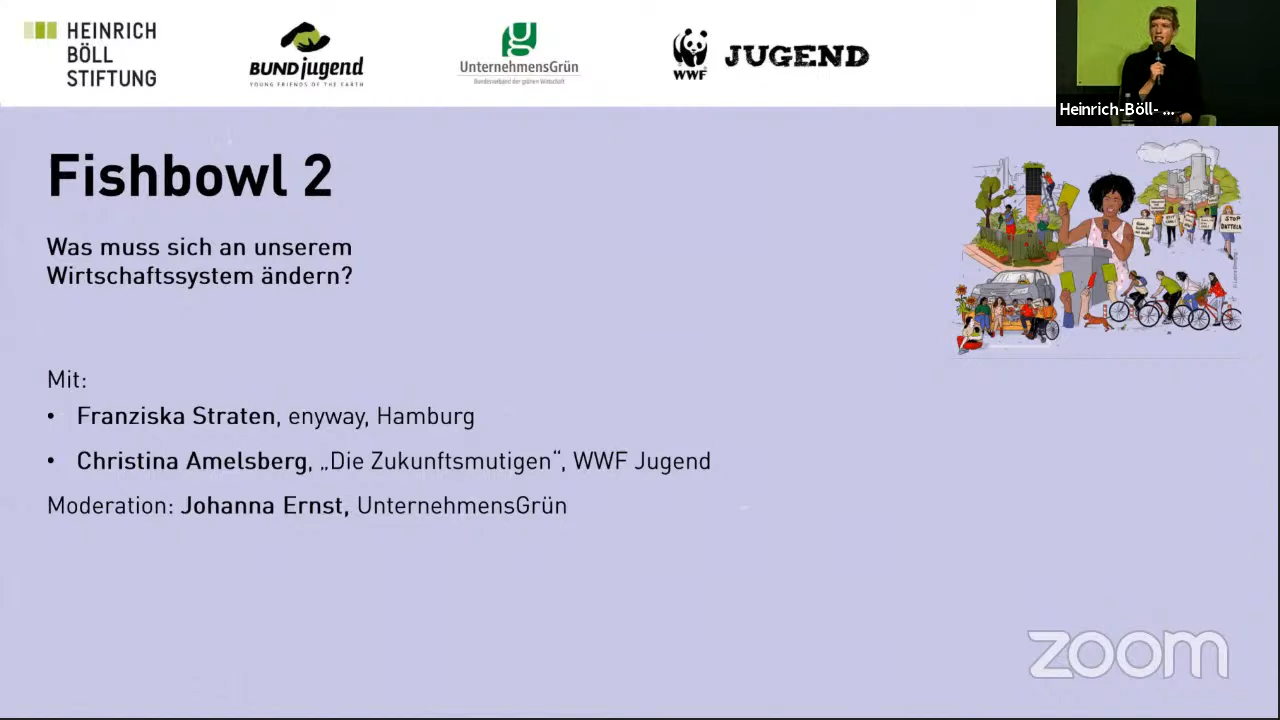 HEINRICH
BÖLL
STIFTUNG
BUNDjugend
YOUNG FRIENDS OF THE EARTH
UnternehmensGrün
Bundesverband der grünen Wirtschaft
WWF
JUGEND
Heinrich-Böll- ...
Fishbowl 2
Was muss sich an unserem
Wirtschaftssystem ändern?
STOP
DATTELN
Mit:
• Franziska Straten, enyway, Hamburg
• Christina Amelsberg, „Die Zukunftsmutigen“, WWF Jugend
Moderation: Johanna Ernst, UnternehmensGrün
zoom